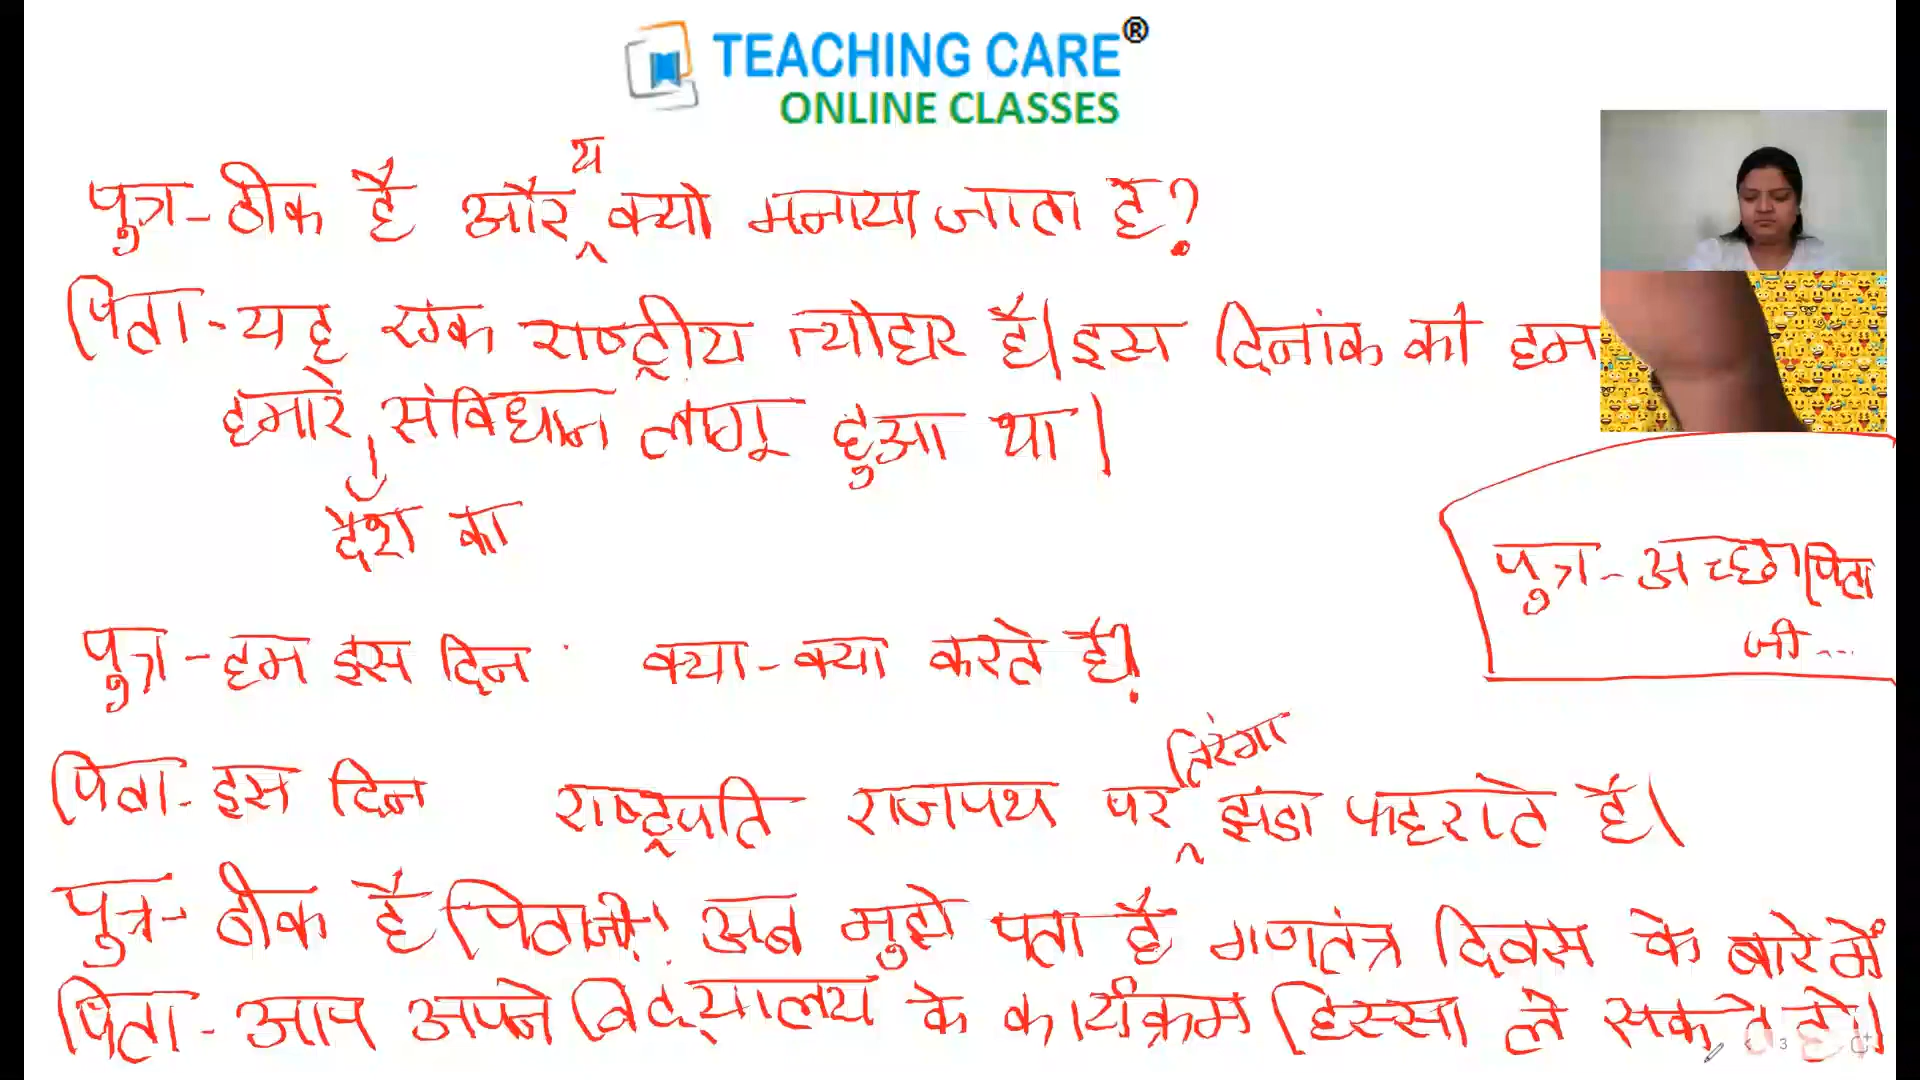 TEACHING CARE®
ONLINE CLASSES
य
पुत्र - ठीक है और क्यो मनाया जाता है?
पिता - यह एक राष्ट्रीय त्योहार है। इस दिनांक को हम
हमारे संविधान लागू हुआ था।
देश का
पुत्र - अच्छा पिता
जी ...
पुत्र - हम इस दिन क्या - क्या करते है?
तिरंगा
पिता - इस दिन राष्ट्रपति राजपथ पर झंडा फहराते है।
पुत्र - ठीक है पिताजी! अब मुझे पता है गणतंत्र दिवस के बारे में
पिता - आप अपने विद्यालय के कार्यक्रम हिस्सा ले सकते हो।
3